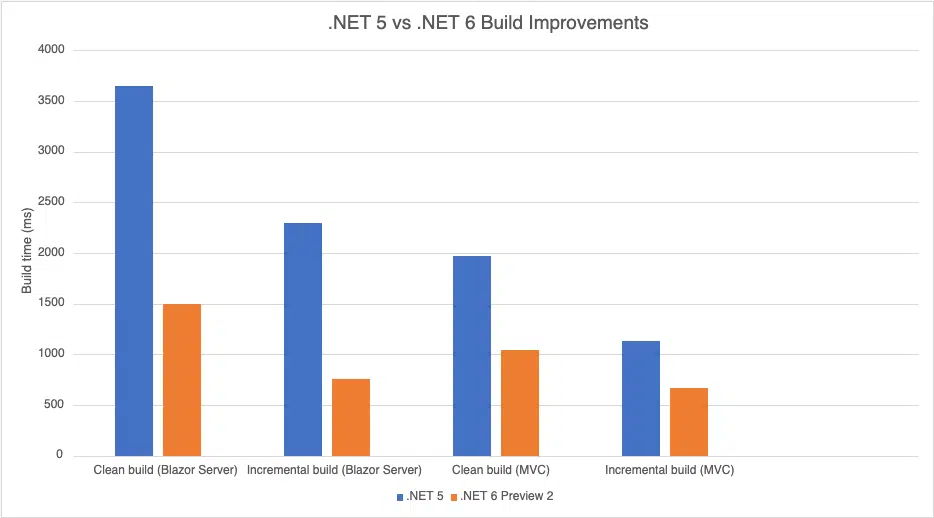 .NET 5 vs .NET 6 Build Improvements
4000
3500
3000
2500
2000
1500
1000
500
0
Build time (ms)
Clean build (Blazor Server) Incremental build (Blazor Server) Clean build (MVC) Incremental build (MVC)
.NET 5 .NET 6 Preview 2